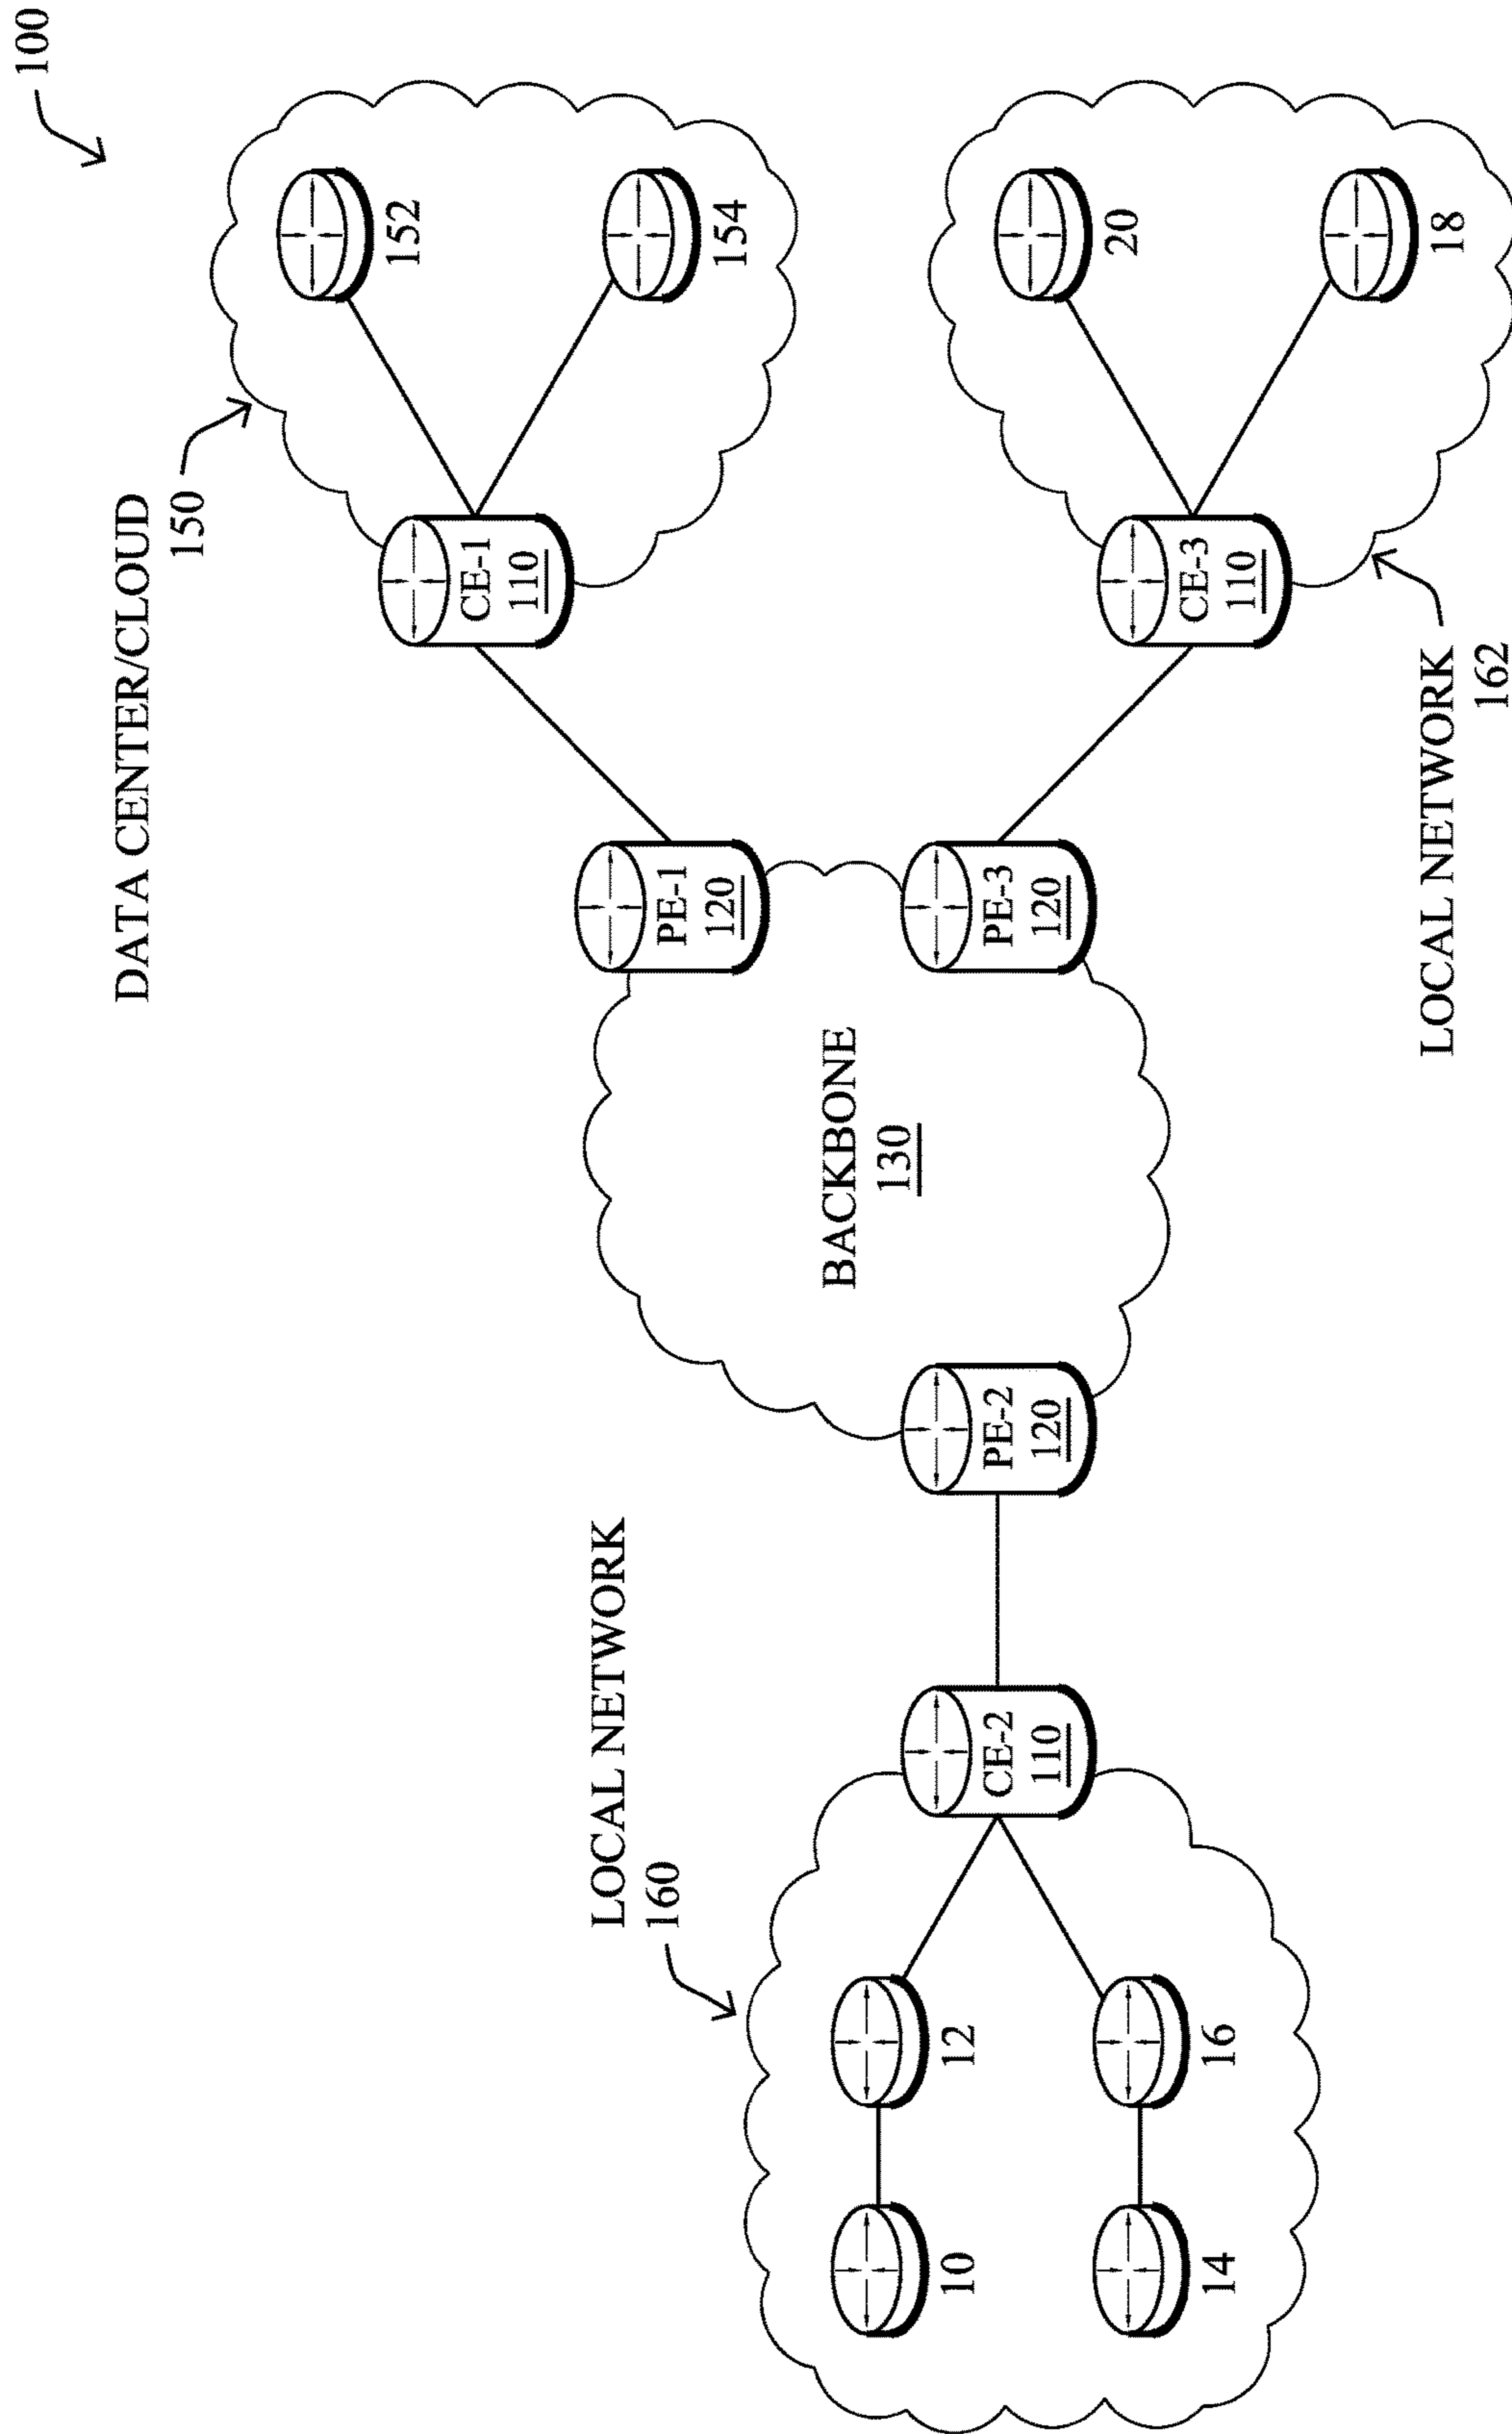 100
DATA CENTER/CLOUD
150
152
154
CE-1
110
PE-1
120
BACKBONE
130
PE-3
120
CE-3
110
20
18
LOCAL NETWORK
162
PE-2
120
LOCAL NETWORK
160
CE-2
110
12
10
16
14